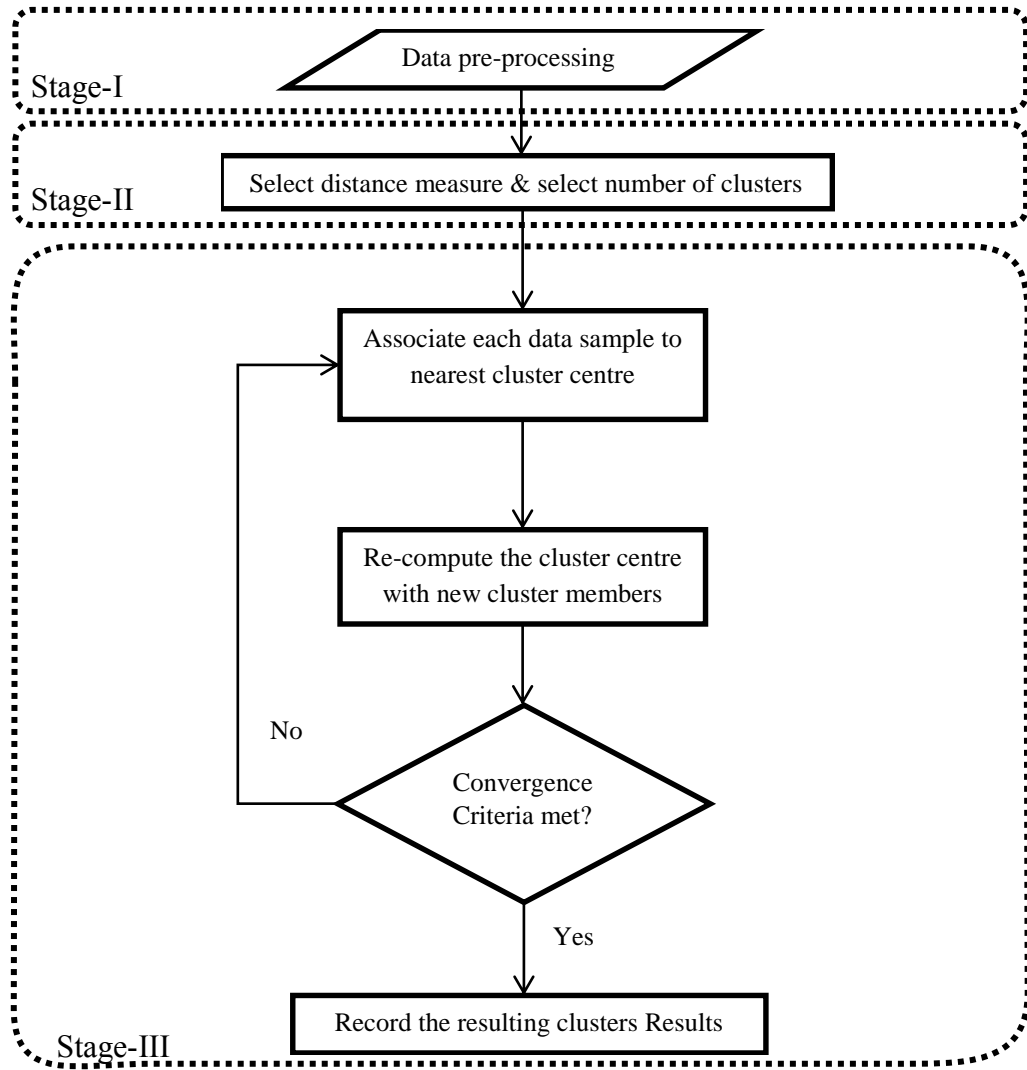 Data pre-processing
Stage-I
Select distance measure & select number of clusters
Stage-II
Associate each data sample to
nearest cluster centre
Re-compute the cluster centre
with new cluster members
No
Convergence
Criteria met?
Yes
Record the resulting clusters Results
Stage-III